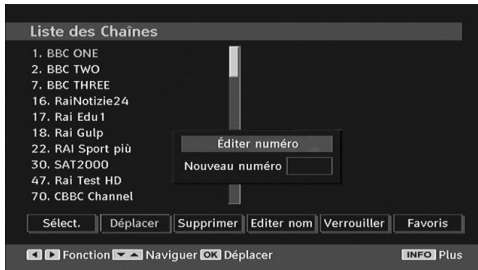 Liste des Chaînes
1. BBC ONE
2. BBC TWO
7. BBC THREE
16. RaiNotizie24
17. Rai Edu1
18. Rai Gulp
22. RAI Sport più
30. SAT2000
47. Rai Test HD
70. CBBC Channel
Éditer numéro
Nouveau numéro
Sélect. Déplacer Supprimer Editer nom Verrouiller Favoris
Fonction Naviguer OK Déplacer INFO Plus